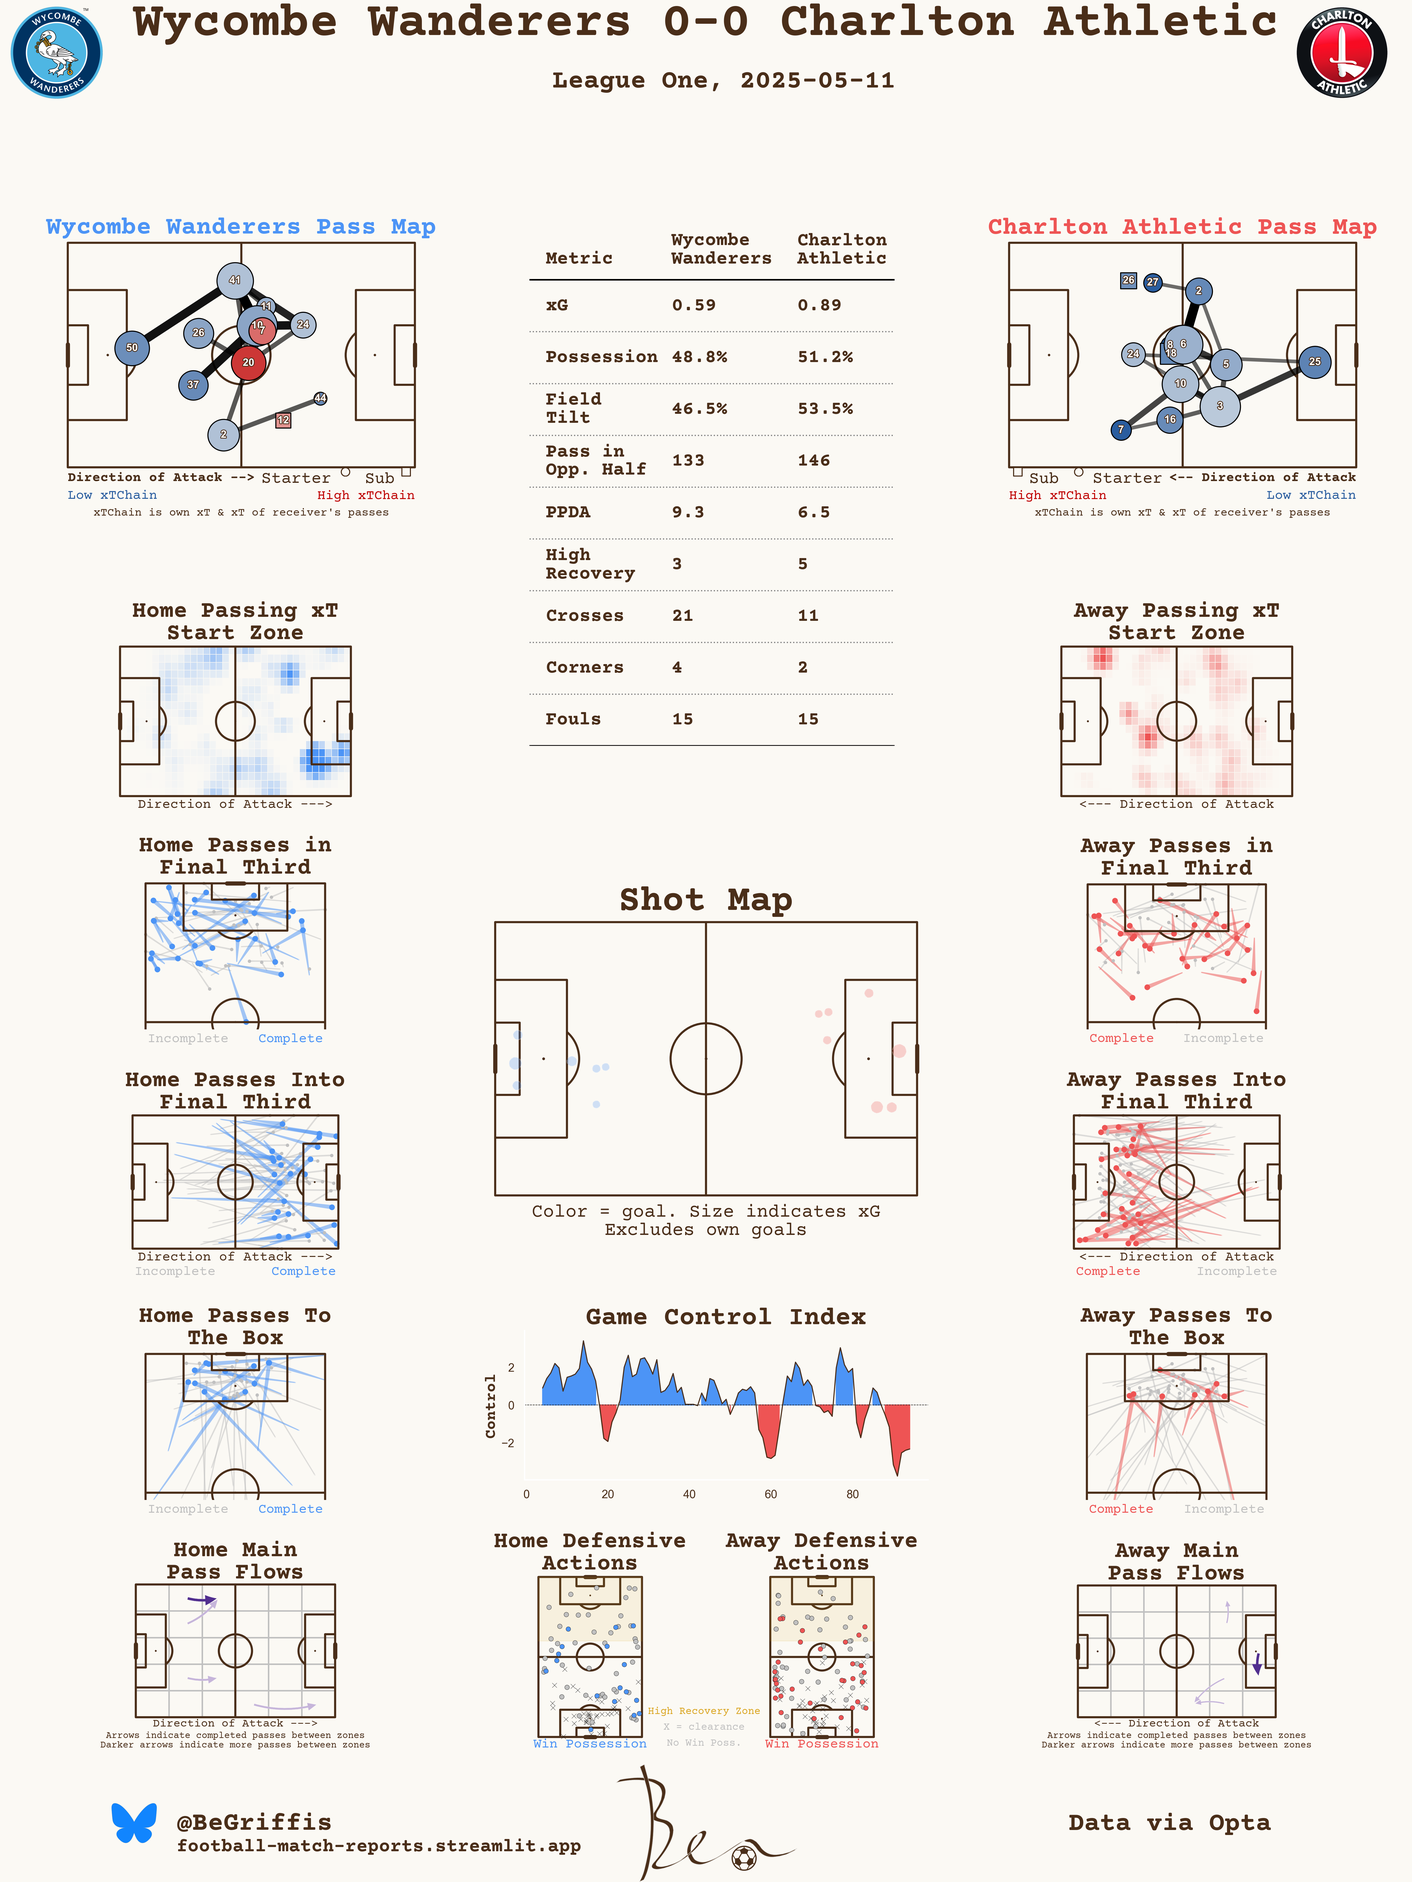 Wycombe Wanderers 0-0 Charlton Athletic
League One, 2025-05-11
WYCOMBE
WANDERERS
TM
CHARLTON
ATHLETIC
Wycombe Wanderers Pass Map
41
11
10
7
24
26
50
20
37
44
12
2
Direction of Attack --> Starter Sub
Low xTChain High xTChain
xTChain is own xT & xT of receiver's passes
Metric Wycombe Wanderers Charlton Athletic
xG 0.59 0.89
Possession 48.8% 51.2%
Field Tilt 46.5% 53.5%
Pass in Opp. Half 133 146
PPDA 9.3 6.5
High Recovery 3 5
Crosses 21 11
Corners 4 2
Fouls 15 15
Charlton Athletic Pass Map
26
27
2
8
6
18
24
5
25
10
3
16
7
Sub Starter <-- Direction of Attack
High xTChain Low xTChain
xTChain is own xT & xT of receiver's passes
Home Passing xT
Start Zone
Direction of Attack --->
Away Passing xT
Start Zone
<--- Direction of Attack
Home Passes in
Final Third
Incomplete Complete
Away Passes in
Final Third
Complete Incomplete
Shot Map
Color = goal. Size indicates xG
Excludes own goals
Home Passes Into
Final Third
Direction of Attack --->
Incomplete Complete
Away Passes Into
Final Third
<--- Direction of Attack
Complete Incomplete
Home Passes To
The Box
Incomplete Complete
Game Control Index
Control
2
0
−2
0 20 40 60 80
Away Passes To
The Box
Complete Incomplete
Home Main
Pass Flows
Direction of Attack --->
Arrows indicate completed passes between zones
Darker arrows indicate more passes between zones
Home Defensive
Actions
Win Possession
Away Defensive
Actions
Win Possession
High Recovery Zone
X = clearance
No Win Poss.
Away Main
Pass Flows
<--- Direction of Attack
Arrows indicate completed passes between zones
Darker arrows indicate more passes between zones
@BeGriffis
football-match-reports.streamlit.app
Ben
Data via Opta